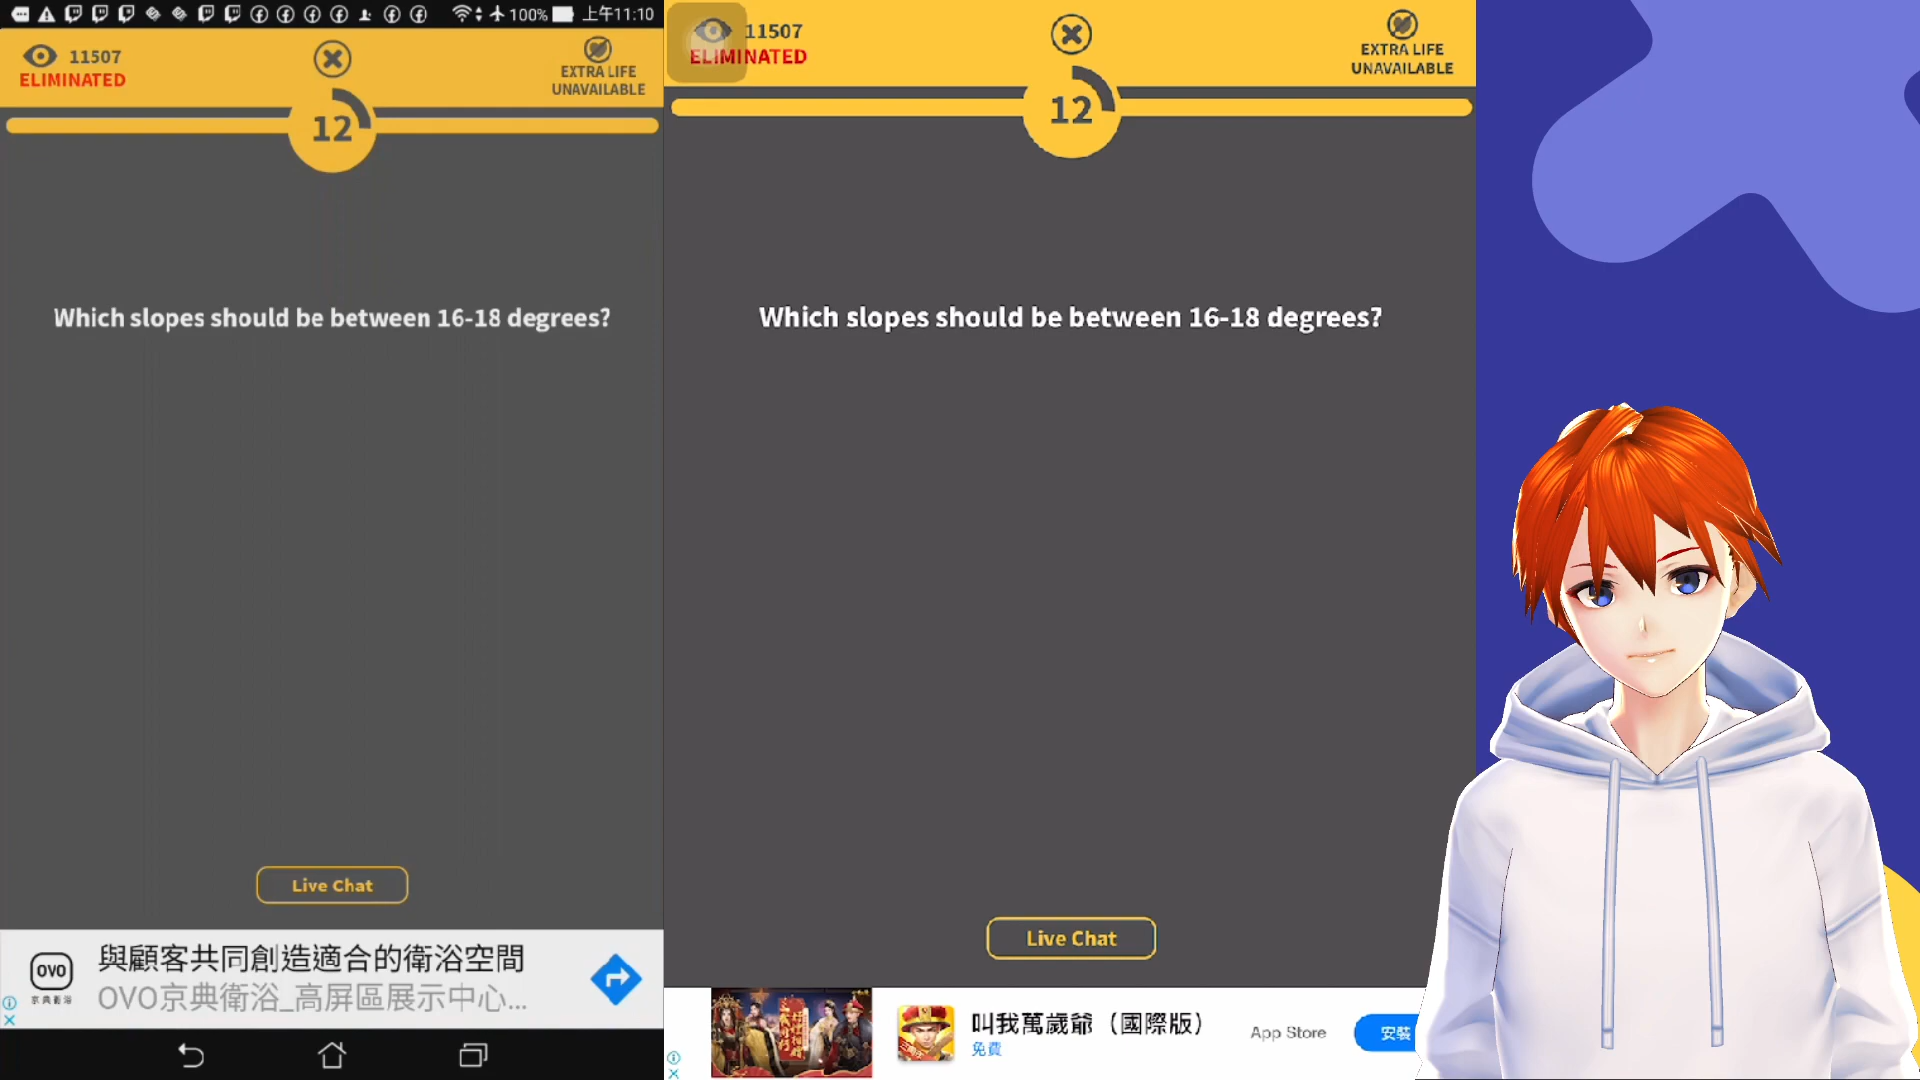 100% 上午11:10
11507
ELIMINATED
EXTRA LIFE
UNAVAILABLE
12
Which slopes should be between 16-18 degrees?
Live Chat
OVO
京典衛浴
與顧客共同創造適合的衛浴空間
OVO京典衛浴_高屏區展示中心...
11507
ELIMINATED
EXTRA LIFE
UNAVAILABLE
12
Which slopes should be between 16-18 degrees?
Live Chat
叫我萬歲爺（國際版）
免費
App Store
安裝